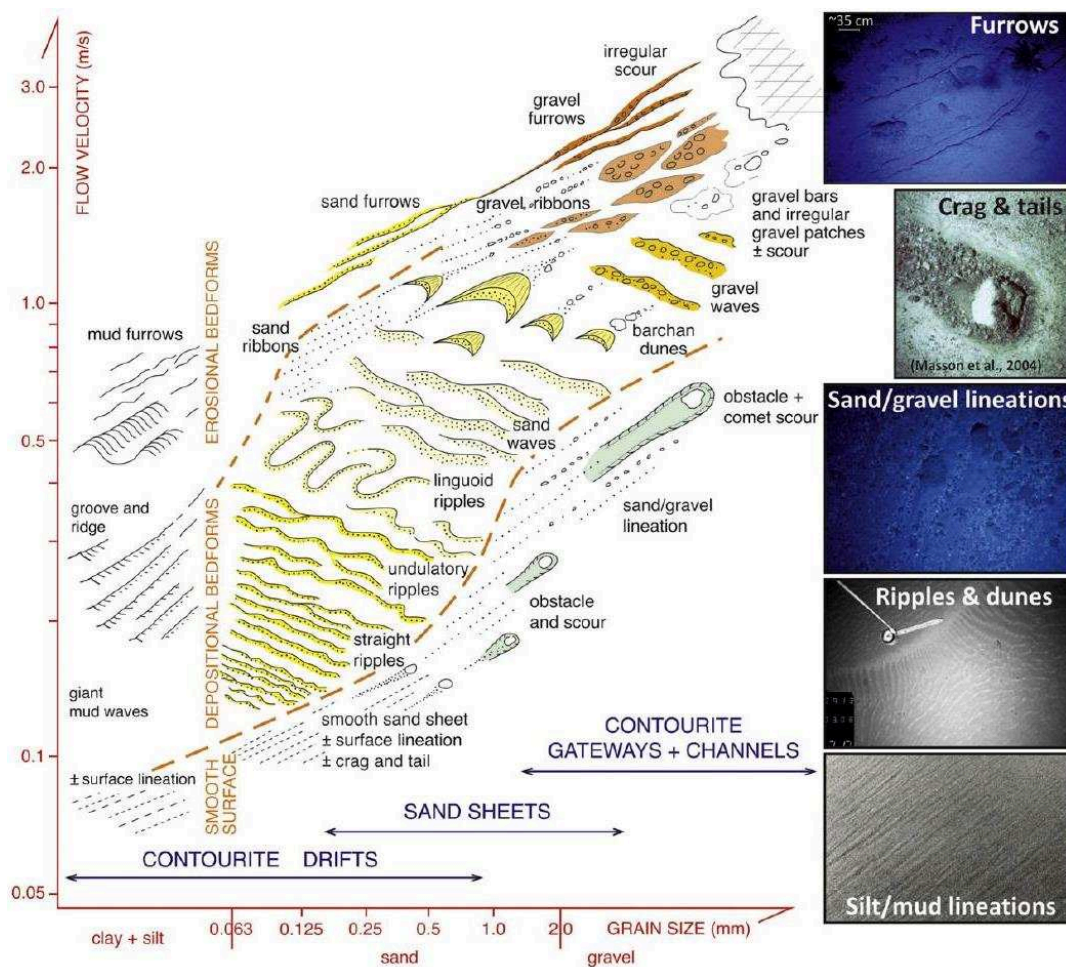 FLOW VELOCITY (m/s)
3.0
2.0
1.0
0.5
0.1
0.05
irregular
scour
gravel
furrows
sand furrows
gravel ribbons
gravel bars
and irregular
gravel patches
± scour
gravel
waves
mud furrows
EROSIONAL BEDFORMS
sand
ribbons
barchan
dunes
obstacle +
comet scour
sand
waves
linguoid
ripples
sand/gravel
lineation
groove and
ridge
DEPOSITIONAL BEDFORMS
undulatory
ripples
obstacle
and scour
straight
ripples
giant
mud waves
smooth sand sheet
± surface lineation
± crag and tail
CONTOURITE
GATEWAYS + CHANNELS
± surface lineation
SMOOTH
SURFACE
SAND SHEETS
CONTOURITE DRIFTS
0.063
0.125
0.25
0.5
1.0
2.0
GRAIN SIZE (mm)
clay + silt
sand
gravel
~35 cm
Furrows
Crag & tails
(Masson et al., 2004)
Sand/gravel lineations
Ripples & dunes
Silt/mud lineations